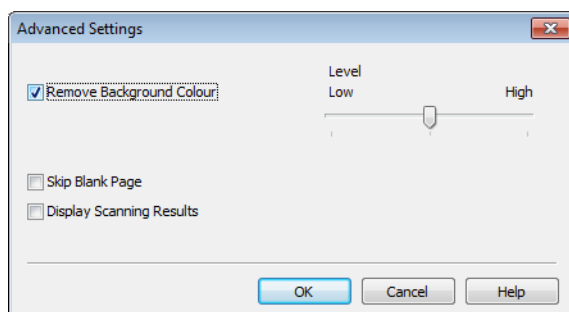 Advanced Settings
Level
Remove Background Colour
Low
High
Skip Blank Page
Display Scanning Results
OK
Cancel
Help